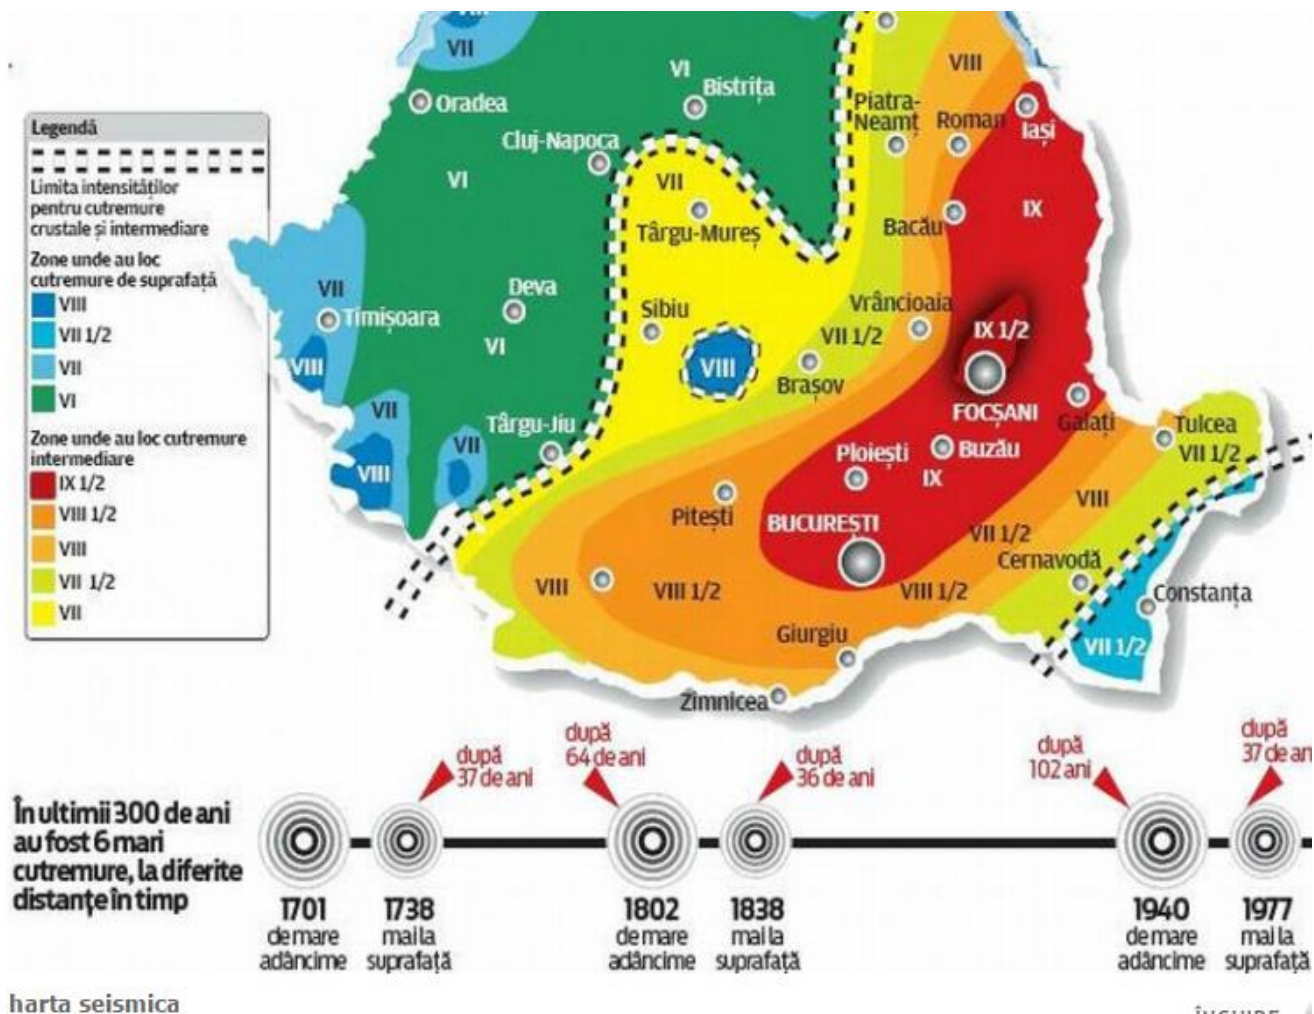 VIII
VII
VI
Bistrița
VIII
Oradea
Piatra-
Neamț
Roman
Iași
Legendă
Cluj-Napoca
VI
VII
IX
Limita intensităților
pentru cutremure
crustale și intermediare
Târgu-Mureș
Bacău
Zone unde au loc
cutremure de suprafață
VIII
VII 1/2
VII
VI
VII
Deva
Timișoara
Sibiu
Vrâncioaia
VII 1/2
IX 1/2
VI
VIII
VIII
Brașov
FOCȘANI
Galați
VII
Târgu-Jiu
VII
VIII
Tulcea
VII 1/2
Zone unde au loc cutremure
intermediare
IX 1/2
VIII 1/2
VIII
VII 1/2
VII
Ploiești
Buzău
IX
Pitești
BUCUREȘTI
VIII
VII 1/2
Cernavodă
VIII
VIII 1/2
VIII 1/2
Constanța
Giurgiu
VII 1/2
Zimnicea
după
37 de ani
după
64 de ani
după
36 de ani
după
102 ani
după
37 de ani
În ultimii 300 de ani
au fost 6 mari
cutremure, la diferite
distanțe în timp
1701
de mare
adâncime
1738
mai la
suprafață
1802
de mare
adâncime
1838
mai la
suprafață
1940
de mare
adâncime
1977
mai la
suprafață
harta seismica